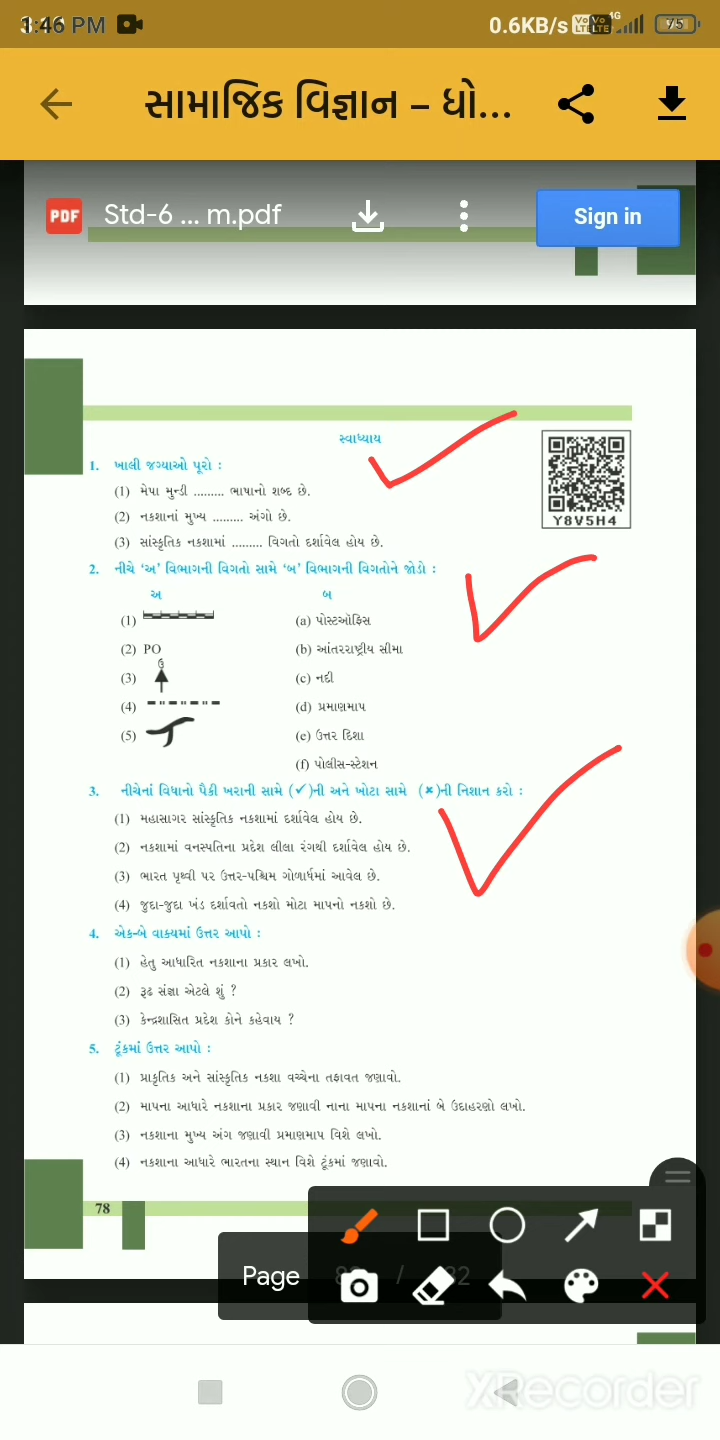 3:46 PM
0.6KB/s
4G
75
સામાજિક વિજ્ઞાન – ધો...
PDF Std-6 ... m.pdf
Sign in
સ્વાધ્યાય
1. ખાલી જગ્યાઓ પૂરો :
(1) મેપા મુન્ડી ......... ભાષાનો શબ્દ છે.
(2) નકશાનાં મુખ્ય ......... અંગો છે.
(3) સાંસ્કૃતિક નકશામાં ......... વિગતો દર્શાવેલ હોય છે.
Y8V5H4
2. નીચે ‘અ’ વિભાગની વિગતો સામે ‘બ’ વિભાગની વિગતોને જોડો :
અ બ
(1) (a) પોસ્ટઑફિસ
(2) PO (b) આંતરરાષ્ટ્રીય સીમા
ઉ
(3) (c) નદી
(4) (d) પ્રમાણમાપ
(5) (e) ઉત્તર દિશા
(f) પોલીસ-સ્ટેશન
3. નીચેનાં વિધાનો પૈકી ખરાની સામે (✓)ની અને ખોટા સામે (✖)ની નિશાન કરો :
(1) મહાસાગર સાંસ્કૃતિક નકશામાં દર્શાવેલ હોય છે.
(2) નકશામાં વનસ્પતિના પ્રદેશ લીલા રંગથી દર્શાવેલ હોય છે.
(3) ભારત પૃથ્વી પર ઉત્તર-પશ્ચિમ ગોળાર્ધમાં આવેલ છે.
(4) જુદા-જુદા ખંડ દર્શાવતો નકશો મોટા માપનો નકશો છે.
4. એક-બે વાક્યમાં ઉત્તર આપો :
(1) હેતુ આધારિત નકશાના પ્રકાર લખો.
(2) રૂઢ સંજ્ઞા એટલે શું ?
(3) કેન્દ્રશાસિત પ્રદેશ કોને કહેવાય ?
5. ટૂંકમાં ઉત્તર આપો :
(1) પ્રાકૃતિક અને સાંસ્કૃતિક નકશા વચ્ચેના તફાવત જણાવો.
(2) માપના આધારે નકશાના પ્રકાર જણાવી નાના માપના નકશાનાં બે ઉદાહરણો લખો.
(3) નકશાના મુખ્ય અંગ જણાવી પ્રમાણમાપ વિશે લખો.
(4) નકશાના આધારે ભારતના સ્થાન વિશે ટૂંકમાં જણાવો.
78
Page /
XRecorder